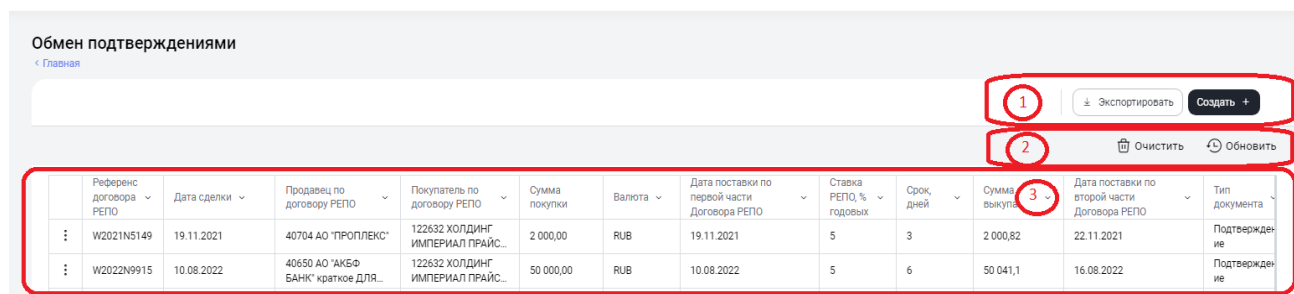 Обмен подтверждениями
< Главная
1 Экспортировать Создать +
2 Очистить Обновить
Референс договора РЕПО
Дата сделки
Продавец по договору РЕПО
Покупатель по договору РЕПО
Сумма покупки
Валюта
Дата поставки по первой части Договора РЕПО
Ставка РЕПО, % годовых
Срок, дней
Сумма выкупа
3
Дата поставки по второй части Договора РЕПО
Тип документа
W2021N5149 19.11.2021 40704 АО "ПРОПЛЕКС" 122632 ХОЛДИНГ ИМПЕРИАЛ ПРАЙС... 2 000,00 RUB 19.11.2021 5 3 2 000,82 22.11.2021 Подтверждение
W2022N9915 10.08.2022 40650 АО "АКБФ БАНК" краткое ДЛЯ... 122632 ХОЛДИНГ ИМПЕРИАЛ ПРАЙС... 50 000,00 RUB 10.08.2022 5 6 50 041,1 16.08.2022 Подтверждение